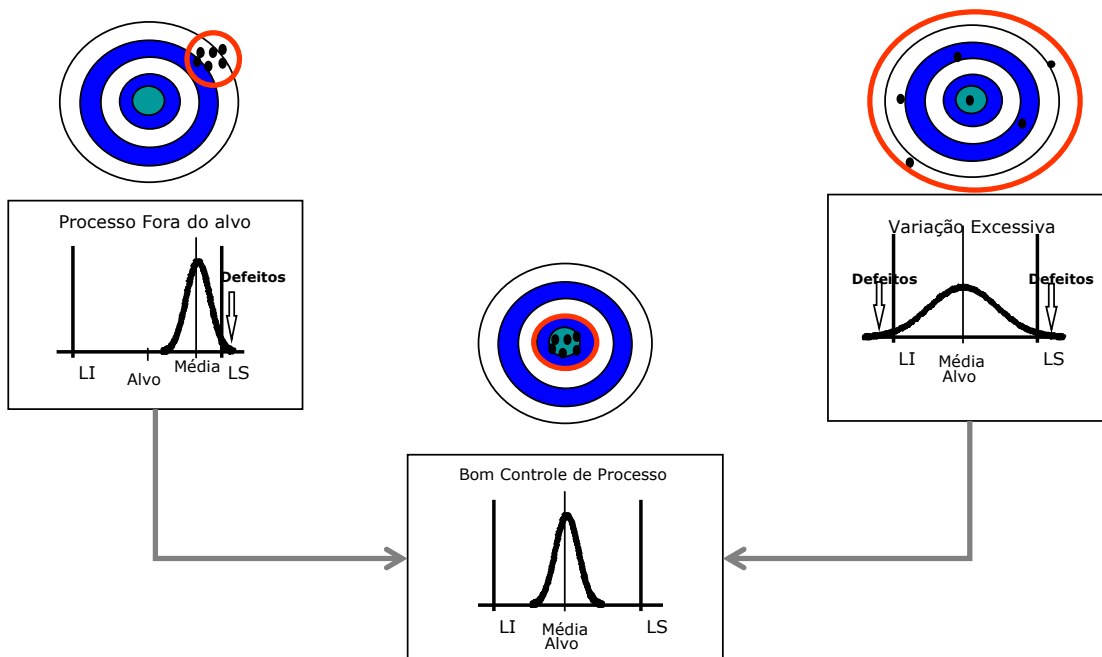 Processo Fora do alvo
Defeitos
LI
Alvo
Média
LS
Variação Excessiva
Defeitos
Defeitos
LI
Média
Alvo
LS
Bom Controle de Processo
LI
Média
Alvo
LS